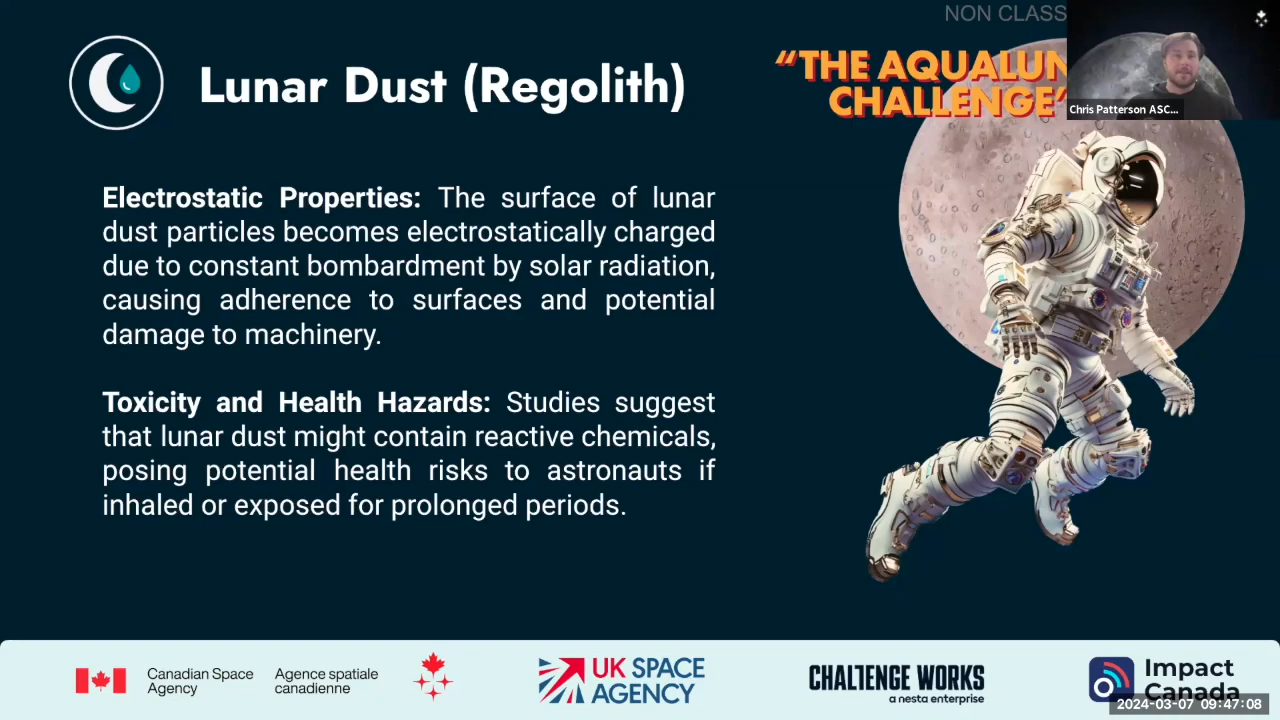 NON CLASS
Lunar Dust (Regolith)
“THE AQUALUN
CHALLENGE”
Chris Patterson ASC...
Electrostatic Properties: The surface of lunar
dust particles becomes electrostatically charged
due to constant bombardment by solar radiation,
causing adherence to surfaces and potential
damage to machinery.
Toxicity and Health Hazards: Studies suggest
that lunar dust might contain reactive chemicals,
posing potential health risks to astronauts if
inhaled or exposed for prolonged periods.
Canadian Space
Agency
Agence spatiale
canadienne
UK SPACE
AGENCY
CHALLENGE WORKS
a nesta enterprise
Impact
Canada
2024-03-07 09:47:08